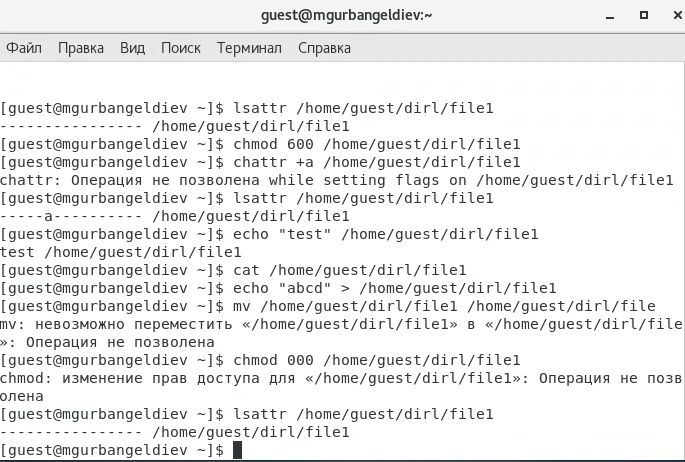 guest@mgurbangeldiev:~
Файл Правка Вид Поиск Терминал Справка
[guest@mgurbangeldiev ~]$ lsattr /home/guest/dirl/file1
---------------- /home/guest/dirl/file1
[guest@mgurbangeldiev ~]$ chmod 600 /home/guest/dirl/file1
[guest@mgurbangeldiev ~]$ chattr +a /home/guest/dirl/file1
chattr: Операция не позволена while setting flags on /home/guest/dirl/file1
[guest@mgurbangeldiev ~]$ lsattr /home/guest/dirl/file1
-----a---------- /home/guest/dirl/file1
[guest@mgurbangeldiev ~]$ echo "test" /home/guest/dirl/file1
test /home/guest/dirl/file1
[guest@mgurbangeldiev ~]$ cat /home/guest/dirl/file1
[guest@mgurbangeldiev ~]$ echo "abcd" > /home/guest/dirl/file1
[guest@mgurbangeldiev ~]$ mv /home/guest/dirl/file1 /home/guest/dirl/file
mv: невозможно переместить «/home/guest/dirl/file1» в «/home/guest/dirl/file
»: Операция не позволена
[guest@mgurbangeldiev ~]$ chmod 000 /home/guest/dirl/file1
chmod: изменение прав доступа для «/home/guest/dirl/file1»: Операция не позв
олена
[guest@mgurbangeldiev ~]$ lsattr /home/guest/dirl/file1
---------------- /home/guest/dirl/file1
[guest@mgurbangeldiev ~]$